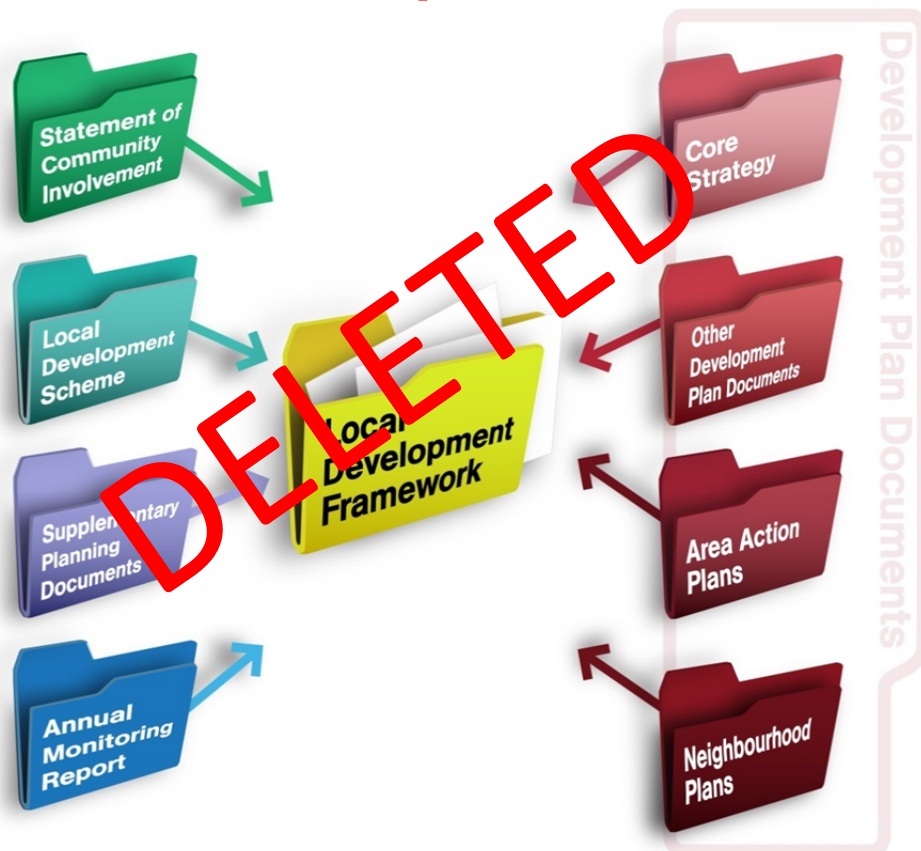 Statement of
Community
Involvement
Local
Development
Scheme
Supplementary
Planning
Documents
Annual
Monitoring
Report
Local
Development
Framework
DELETED
Core
Strategy
Other
Development
Plan Documents
Area Action
Plans
Neighbourhood
Plans
Development Plan Documents